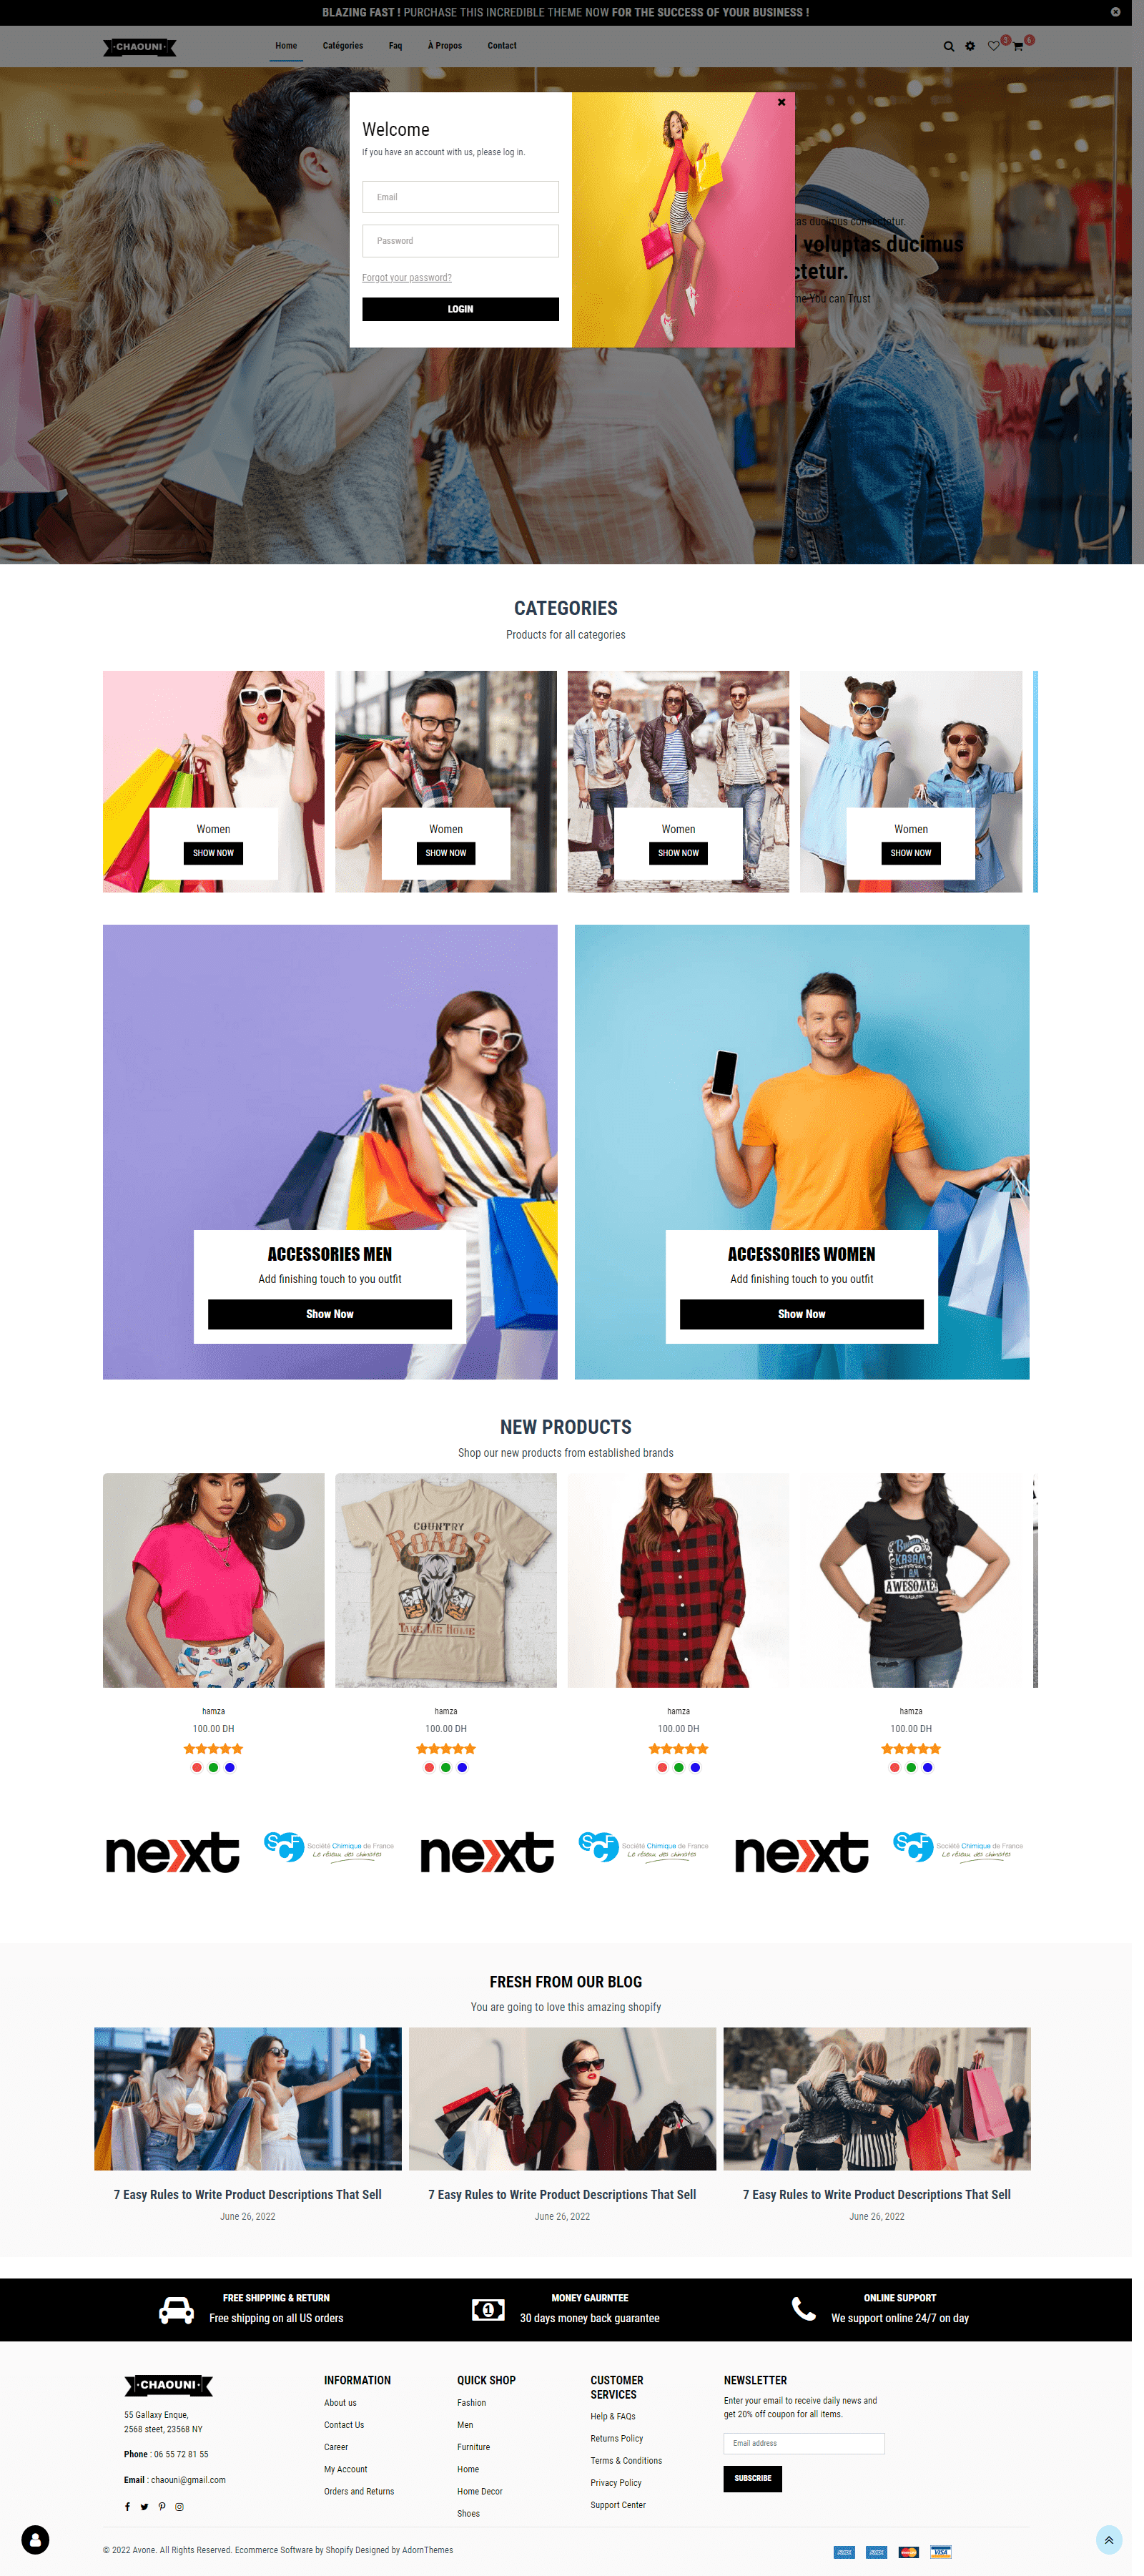 BLAZING FAST ! PURCHASE THIS INCREDIBLE THEME NOW FOR THE SUCCESS OF YOUR BUSINESS !
CHAOUNI
Home Catégories Faq À Propos Contact
3 6
Welcome
If you have an account with us, please log in.
Email
Password
Forgot your password?
LOGIN
ducimus consectetur.
voluptas ducimus
You can Trust
CATEGORIES
Products for all categories
Women Women Women Women
SHOW NOW SHOW NOW SHOW NOW SHOW NOW
ACCESSORIES MEN
Add finishing touch to you outfit
Show Now
ACCESSORIES WOMEN
Add finishing touch to you outfit
Show Now
NEW PRODUCTS
Shop our new products from established brands
COUNTRY
ROADS
TAKE ME HOME
KASAM
I AM
AWESOME!
hamza hamza hamza hamza
100.00 DH 100.00 DH 100.00 DH 100.00 DH
next SCF Société Chimique de France Le réseau des chimistes
next SCF Société Chimique de France Le réseau des chimistes
next SCF Société Chimique de France Le réseau des chimistes
FRESH FROM OUR BLOG
You are going to love this amazing shopify
7 Easy Rules to Write Product Descriptions That Sell
June 26, 2022
7 Easy Rules to Write Product Descriptions That Sell
June 26, 2022
7 Easy Rules to Write Product Descriptions That Sell
June 26, 2022
FREE SHIPPING & RETURN
Free shipping on all US orders
1
MONEY GAURNTEE
30 days money back guarantee
ONLINE SUPPORT
We support online 24/7 on day
CHAOUNI
55 Gallaxy Enque,
2568 steet, 23568 NY
Phone : 06 55 72 81 55
Email : chaouni@gmail.com
INFORMATION
About us
Contact Us
Career
My Account
Orders and Returns
QUICK SHOP
Fashion
Men
Furniture
Home
Home Decor
Shoes
CUSTOMER
SERVICES
Help & FAQs
Returns Policy
Terms & Conditions
Privacy Policy
Support Center
NEWSLETTER
Enter your email to receive daily news and
get 20% off coupon for all items.
Email address
SUBSCRIBE
© 2022 Avone. All Rights Reserved. Ecommerce Software by Shopify Designed by AdornThemes
VISA